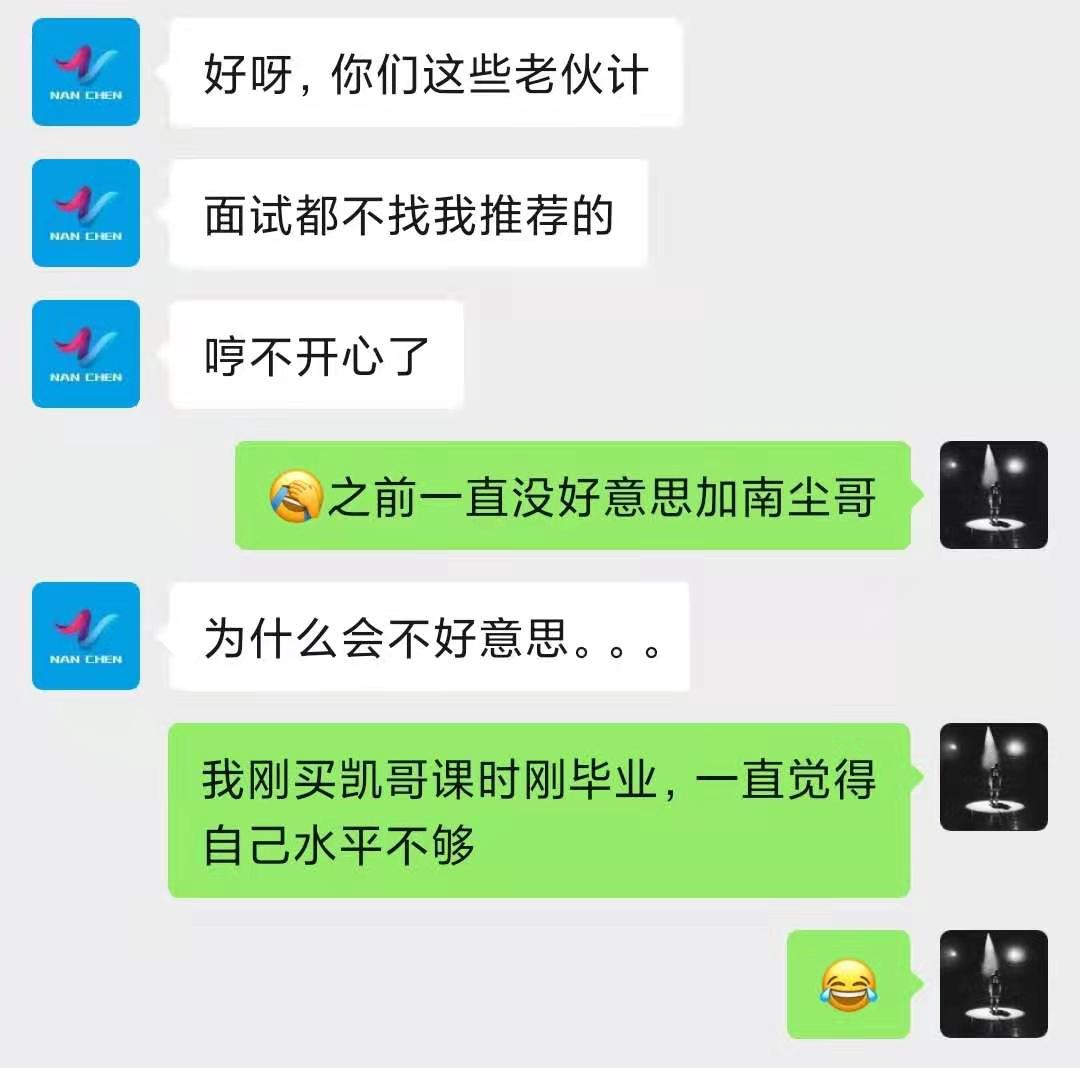 NAN CHEN
好呀，你们这些老伙计
NAN CHEN
面试都不找我推荐的
NAN CHEN
哼不开心了
🤦之前一直没好意思加南尘哥
NAN CHEN
为什么会不好意思。。。
我刚买凯哥课时刚毕业，一直觉得
自己水平不够
😂